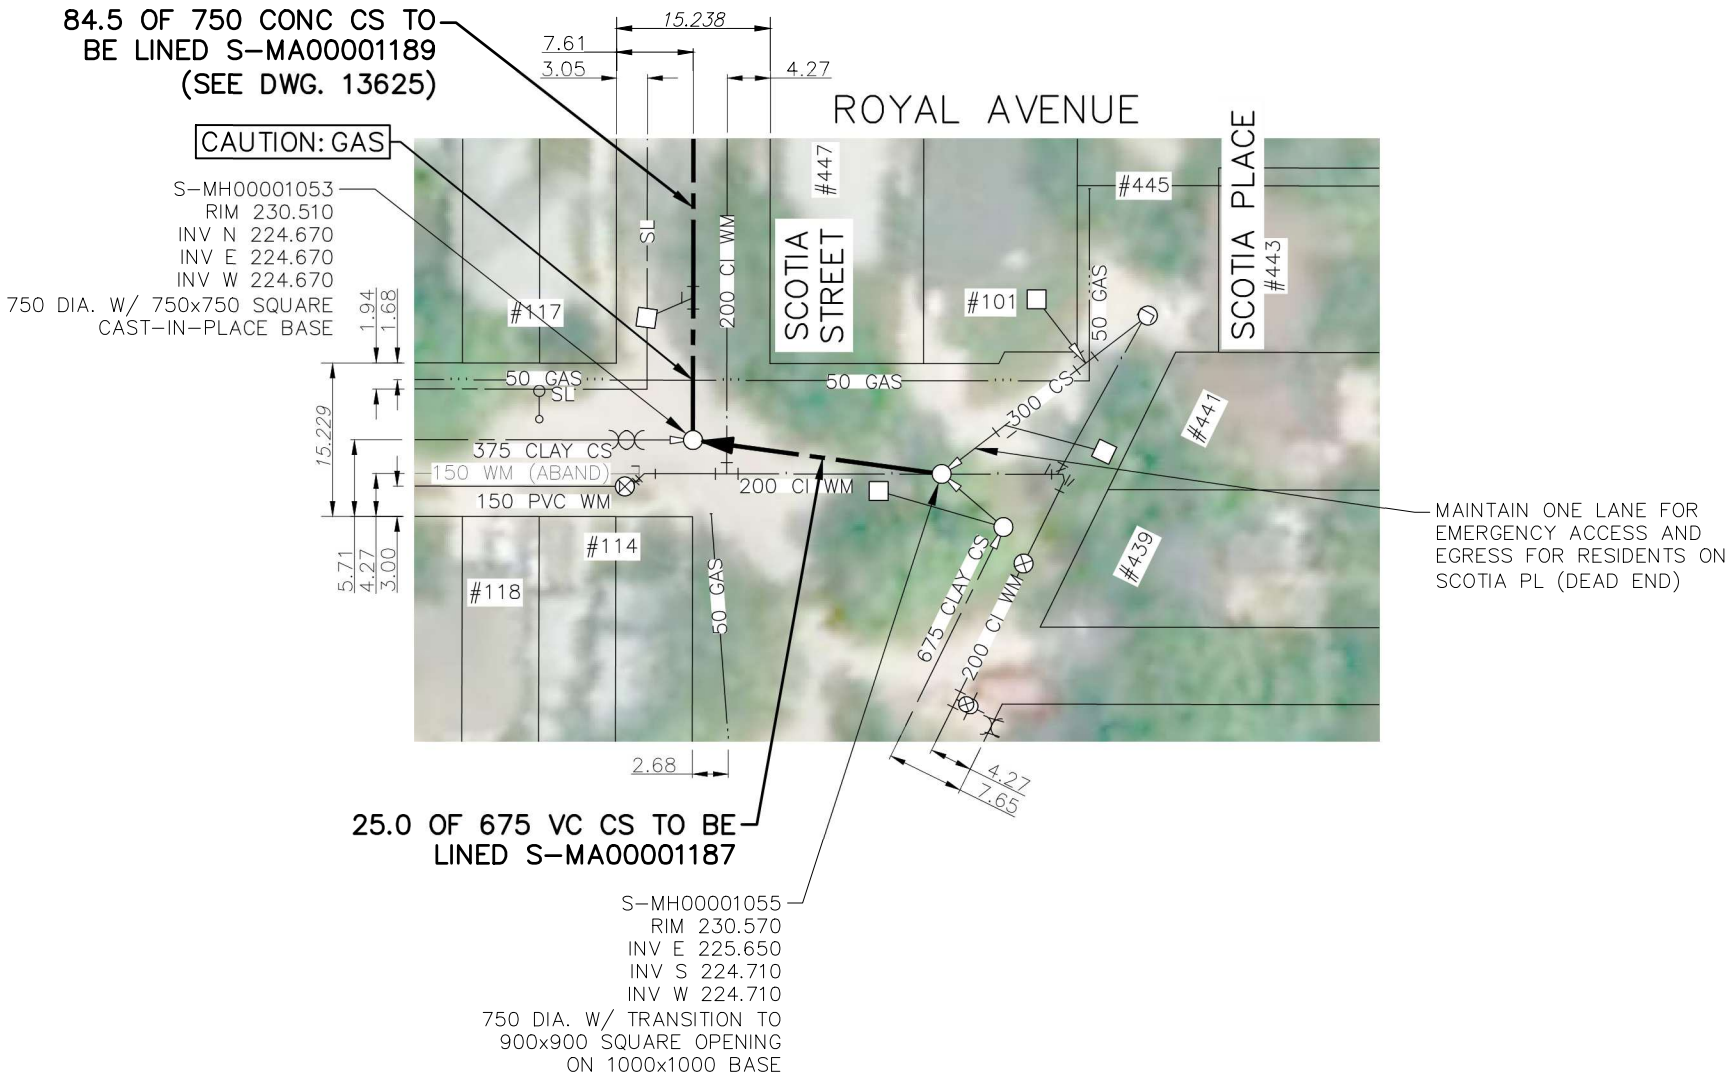 84.5 OF 750 CONC CS TO
BE LINED S-MA00001189
(SEE DWG. 13625)
15.238
7.61
3.05
4.27
ROYAL AVENUE
CAUTION: GAS
S-MH00001053
RIM 230.510
INV N 224.670
INV E 224.670
INV W 224.670
750 DIA. W/ 750x750 SQUARE
CAST-IN-PLACE BASE
1.94
1.68
15.229
5.71
4.27
3.00
#117
SL
200 CI WM
SCOTIA
STREET
#447
#445
SCOTIA PLACE
#443
#101
50 GAS
50 GAS
SL
50 GAS
300 CS
#441
375 CLAY CS
150 WM (ABAND)
150 PVC WM
200 CI WM
#114
#118
50 GAS
675 CLAY CS
200 CI WM
#439
MAINTAIN ONE LANE FOR
EMERGENCY ACCESS AND
EGRESS FOR RESIDENTS ON
SCOTIA PL (DEAD END)
2.68
4.27
7.65
25.0 OF 675 VC CS TO BE
LINED S-MA00001187
S-MH00001055
RIM 230.570
INV E 225.650
INV S 224.710
INV W 224.710
750 DIA. W/ TRANSITION TO
900x900 SQUARE OPENING
ON 1000x1000 BASE